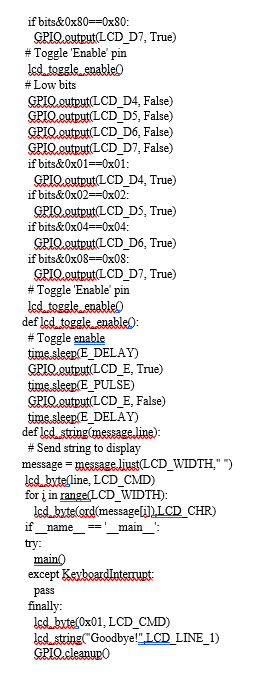 if bits&0x80==0x80:
GPIO.output(LCD_D7, True)
# Toggle 'Enable' pin
lcd_toggle_enable()
# Low bits
GPIO.output(LCD_D4, False)
GPIO.output(LCD_D5, False)
GPIO.output(LCD_D6, False)
GPIO.output(LCD_D7, False)
if bits&0x01==0x01:
GPIO.output(LCD_D4, True)
if bits&0x02==0x02:
GPIO.output(LCD_D5, True)
if bits&0x04==0x04:
GPIO.output(LCD_D6, True)
if bits&0x08==0x08:
GPIO.output(LCD_D7, True)
# Toggle 'Enable' pin
lcd_toggle_enable()
def lcd_toggle_enable():
# Toggle enable
time.sleep(E_DELAY)
GPIO.output(LCD_E, True)
time.sleep(E_PULSE)
GPIO.output(LCD_E, False)
time.sleep(E_DELAY)
def lcd_string(message,line):
# Send string to display
message = message.ljust(LCD_WIDTH," ")
lcd_byte(line, LCD_CMD)
for i in range(LCD_WIDTH):
lcd_byte(ord(message[i]),LCD_CHR)
if __name__ == '__main__':
try:
main()
except KeyboardInterrupt:
pass
finally:
lcd_byte(0x01, LCD_CMD)
lcd_string("Goodbye!",LCD_LINE_1)
GPIO.cleanup()